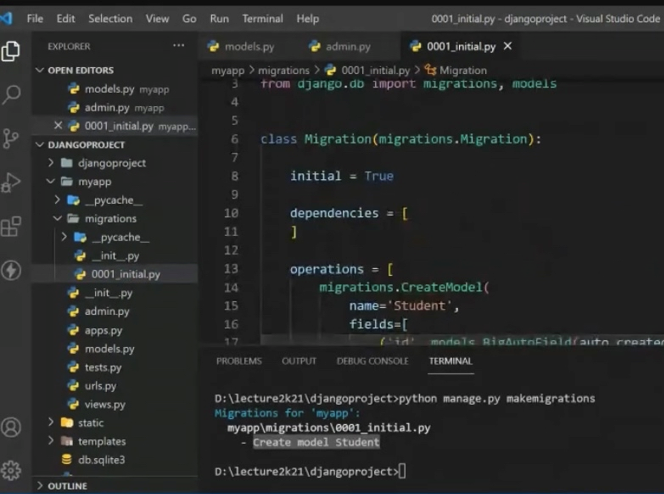 File Edit Selection View Go Run Terminal Help
0001_initial.py - djangoproject - Visual Studio Code
EXPLORER
models.py
admin.py
0001_initial.py
myapp > migrations > 0001_initial.py > Migration
OPEN EDITORS
models.py myapp
admin.py myapp
0001_initial.py myapp...
DJANGOPROJECT
djangoproject
myapp
__pycache__
migrations
__pycache__
__init__.py
0001_initial.py
__init__.py
admin.py
apps.py
models.py
tests.py
urls.py
views.py
static
templates
db.sqlite3
OUTLINE
3 from django.db import migrations, models
4
5
6 class Migration(migrations.Migration):
7
8 initial = True
9
10 dependencies = [
11 ]
12
13 operations = [
14 migrations.CreateModel(
15 name='Student',
16 fields=[
17 ('id', models.BigAutoField(auto_created
PROBLEMS OUTPUT DEBUG CONSOLE TERMINAL
D:\lecture2k21\djangoproject>python manage.py makemigrations
Migrations for 'myapp':
myapp\migrations\0001_initial.py
- Create model Student
D:\lecture2k21\djangoproject>